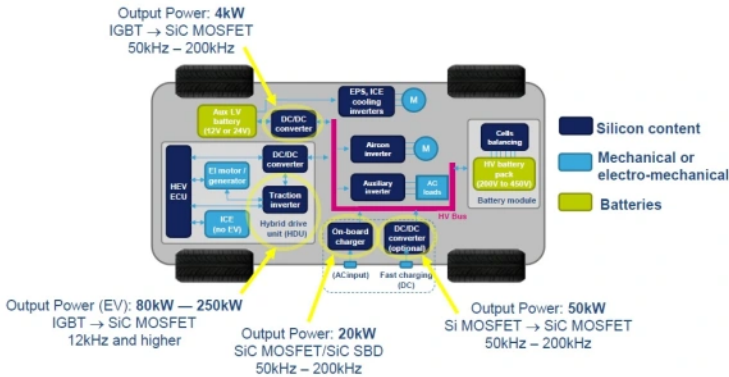 Output Power: 4kW
IGBT → SiC MOSFET
50kHz – 200kHz
EPS, ICE
cooling
inverters
M
Aux LV
battery
(12V or 24V)
DC/DC
converter
Cells
balancing
Silicon content
DC/DC
converter
Aircon
inverter
M
HEV
ECU
El motor /
generator
HV battery
pack
(200V to 450V)
Mechanical or
electro-mechanical
Traction
inverter
Auxiliary
inverter
AC
loads
Battery module
Batteries
ICE
(no EV)
Hybrid drive
unit (HDU)
HV Bus
On-board
charger
DC/DC
converter
(optional)
(AC input)
Fast charging
(DC)
Output Power (EV): 80kW — 250kW
IGBT → SiC MOSFET
12kHz and higher
Output Power: 20kW
SiC MOSFET/SiC SBD
50kHz – 200kHz
Output Power: 50kW
Si MOSFET → SiC MOSFET
50kHz – 200kHz